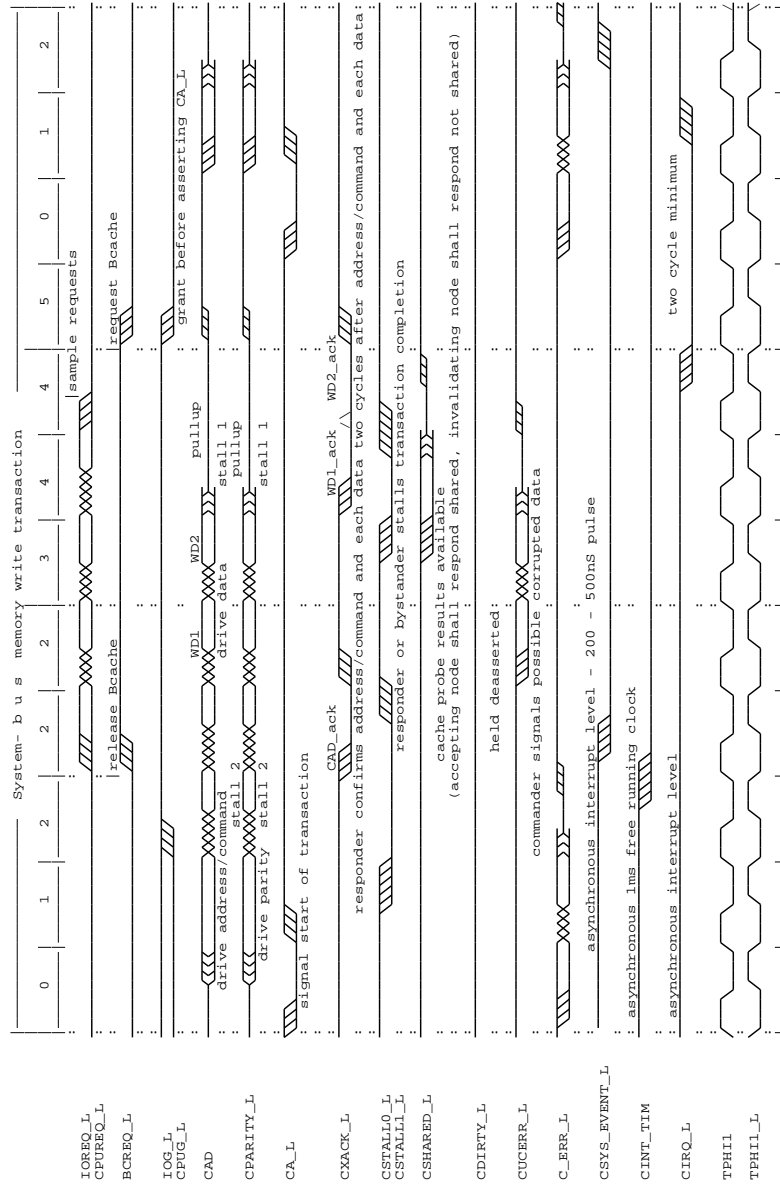 System- b u s memory write transaction
0 1 2 2 2 3 4 4 5 0 1 2
IOREQ_L
CPUREQ_L
sample requests
BCREQ_L
release Bcache
request Bcache
IOG_L
CPUG_L
grant before asserting CA_L
CAD
WD1
WD2
pullup
drive address/command
stall 2
drive data
stall 1
CPARITY_L
pullup
drive parity stall 2
stall 1
CA_L
signal start of transaction
CXACK_L
CAD_ack
WD1_ack
WD2_ack
responder confirms address/command and each data two cycles after address/command and each data
CSTALL0_L
CSTALL1_L
responder or bystander stalls transaction completion
CSHARED_L
cache probe results available
(accepting node shall respond shared, invalidating node shall respond not shared)
CDIRTY_L
held deasserted
CUCERR_L
commander signals possible corrupted data
C_ERR_L
CSYS_EVENT_L
asynchronous interrupt level - 200 - 500nS pulse
CINT_TIM
asynchronous 1ms free running clock
CIRQ_L
asynchronous interrupt level
two cycle minimum
TPHI1
TPHI1_L